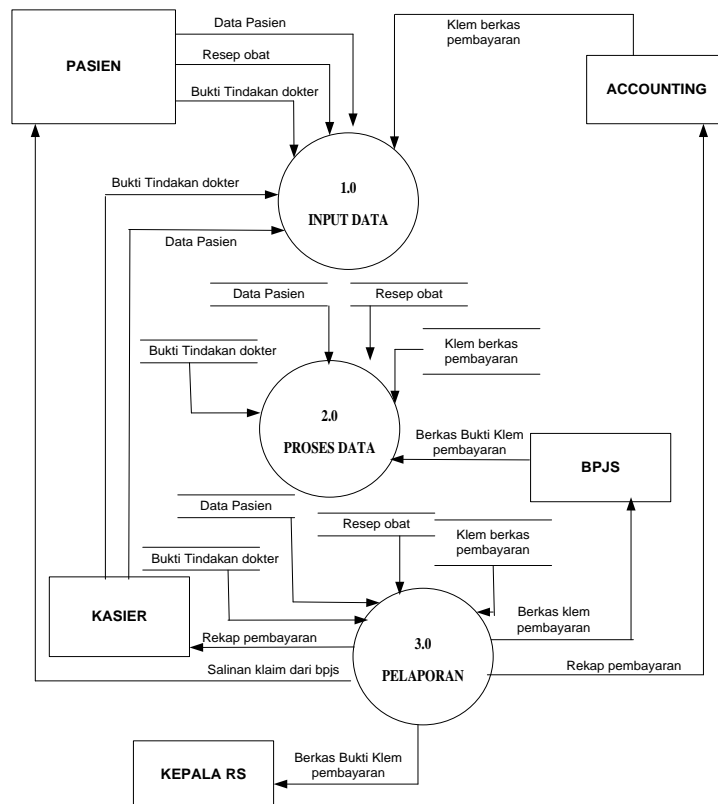 Data Pasien
Klem berkas
pembayaran
Resep obat
PASIEN
ACCOUNTING
Bukti Tindakan dokter
Bukti Tindakan dokter
1.0
INPUT DATA
Data Pasien
Data Pasien
Resep obat
Klem berkas
pembayaran
Bukti Tindakan dokter
2.0
PROSES DATA
Berkas Bukti Klem
pembayaran
BPJS
Data Pasien
Resep obat
Klem berkas
pembayaran
Bukti Tindakan dokter
KASIER
Berkas klem
pembayaran
Rekap pembayaran
3.0
PELAPORAN
Salinan klaim dari bpjs
Rekap pembayaran
KEPALA RS
Berkas Bukti Klem
pembayaran